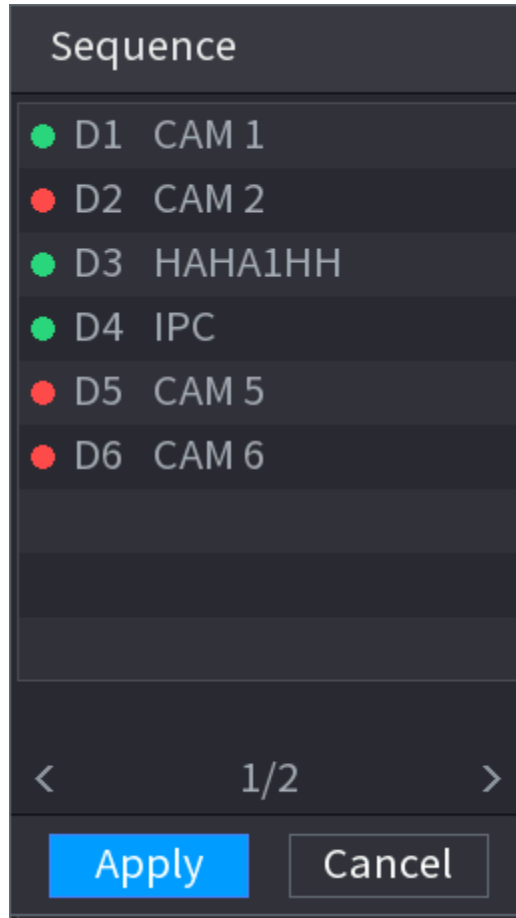 Sequence
D1 CAM 1
D2 CAM 2
D3 HAHA1HH
D4 IPC
D5 CAM 5
D6 CAM 6
< 1/2 >
Apply Cancel